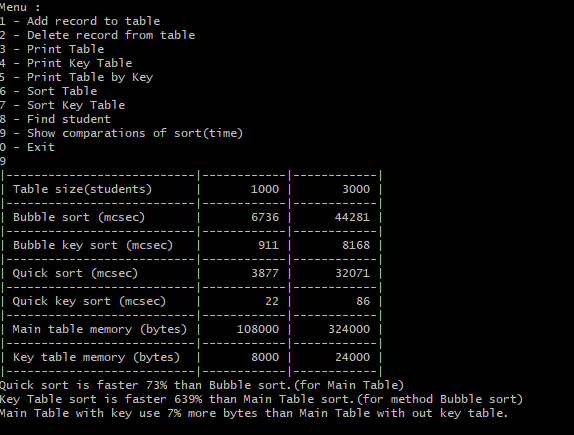 Menu :
1 - Add record to table
2 - Delete record from table
3 - Print Table
4 - Print Key Table
5 - Print Table by Key
6 - Sort Table
7 - Sort Key Table
8 - Find student
9 - Show comparations of sort(time)
0 - Exit
9
|---------------------------|------------|------------|
| Table size(students) | 1000 | 3000 |
|---------------------------|------------|------------|
| Bubble sort (mcsec) | 6736 | 44281 |
|---------------------------|------------|------------|
| Bubble key sort (mcsec) | 911 | 8168 |
|---------------------------|------------|------------|
| Quick sort (mcsec) | 3877 | 32071 |
|---------------------------|------------|------------|
| Quick key sort (mcsec) | 22 | 86 |
|---------------------------|------------|------------|
| Main table memory (bytes) | 108000 | 324000 |
|---------------------------|------------|------------|
| Key table memory (bytes) | 8000 | 24000 |
|---------------------------|------------|------------|
Quick sort is faster 73% than Bubble sort.(for Main Table)
Key Table sort is faster 639% than Main Table sort.(for method Bubble sort)
Main Table with key use 7% more bytes than Main Table with out key table.